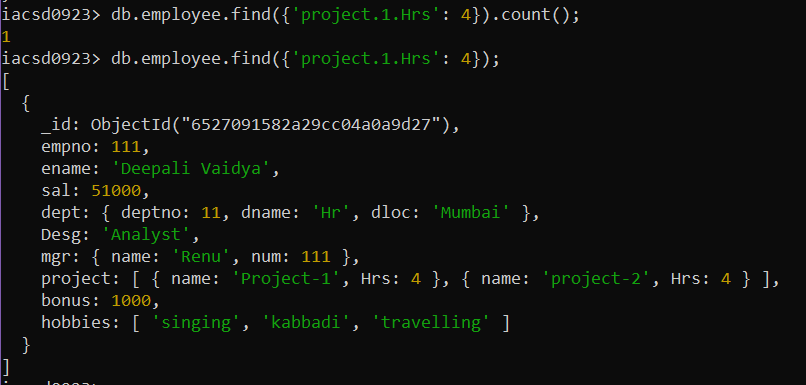 iacsd0923> db.employee.find({'project.1.Hrs': 4}).count();
1
iacsd0923> db.employee.find({'project.1.Hrs': 4});
[
  {
    _id: ObjectId("6527091582a29cc04a0a9d27"),
    empno: 111,
    ename: 'Deepali Vaidya',
    sal: 51000,
    dept: { deptno: 11, dname: 'Hr', dloc: 'Mumbai' },
    Desg: 'Analyst',
    mgr: { name: 'Renu', num: 111 },
    project: [ { name: 'Project-1', Hrs: 4 }, { name: 'project-2', Hrs: 4 } ],
    bonus: 1000,
    hobbies: [ 'singing', 'kabbadi', 'travelling' ]
  }
]